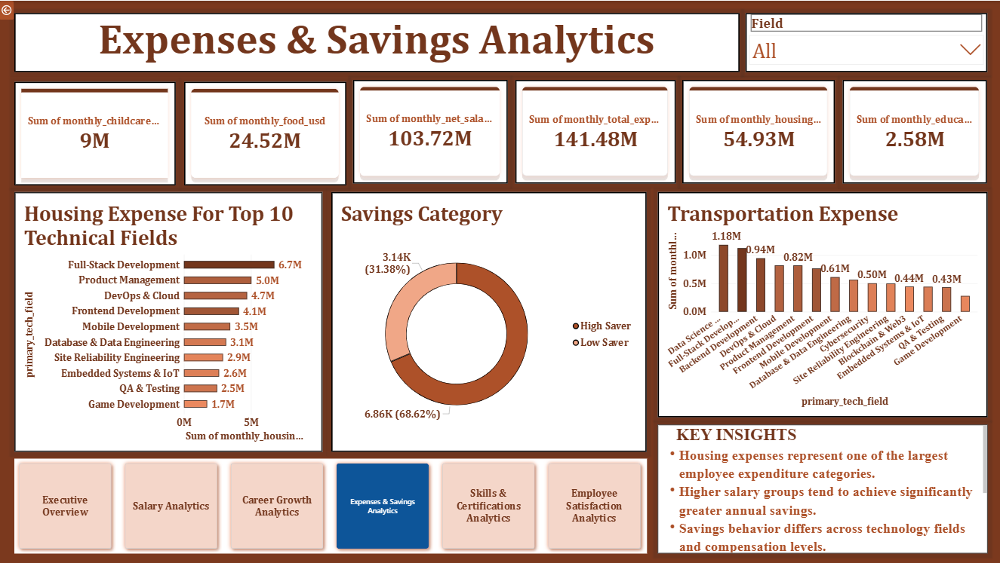 Expenses & Savings Analytics
Field
All
Sum of monthly_childcare...
9M
Sum of monthly_food_usd
24.52M
Sum of monthly_net_sala...
103.72M
Sum of monthly_total_exp...
141.48M
Sum of monthly_housing...
54.93M
Sum of monthly_educa...
2.58M
Housing Expense For Top 10
Technical Fields
primary_tech_field
Full-Stack Development 6.7M
Product Management 5.0M
DevOps & Cloud 4.7M
Frontend Development 4.1M
Mobile Development 3.5M
Database & Data Engineering 3.1M
Site Reliability Engineering 2.9M
Embedded Systems & IoT 2.6M
QA & Testing 2.5M
Game Development 1.7M
0M 5M
Sum of monthly_housin...
Savings Category
3.14K
(31.38%)
6.86K (68.62%)
High Saver
Low Saver
Transportation Expense
Sum of monthl...
1.0M
0.5M
0.0M
1.18M
0.94M
0.82M
0.61M
0.50M
0.44M
0.43M
Data Science ...
Full-Stack Develop...
Backend Development
DevOps & Cloud
Product Management
Frontend Development
Mobile Development
Database & Data Engineering
Cybersecurity
Site Reliability Engineering
Blockchain & Web3
Embedded Systems & IoT
QA & Testing
Game Development
primary_tech_field
KEY INSIGHTS
• Housing expenses represent one of the largest
employee expenditure categories.
• Higher salary groups tend to achieve significantly
greater annual savings.
• Savings behavior differs across technology fields
and compensation levels.
Executive
Overview
Salary Analytics
Career Growth
Analytics
Expenses & Savings
Analytics
Skills &
Certifications
Analytics
Employee
Satisfaction
Analytics